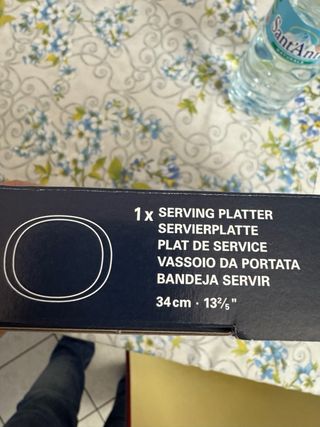 Sant'Anna
1x SERVING PLATTER
SERVIERPLATTE
PLAT DE SERVICE
VASSOIO DA PORTATA
BANDEJA SERVIR
34cm · 13²/₅"